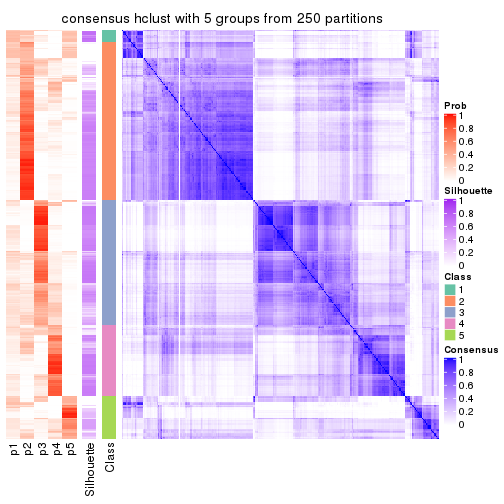 consensus hclust with 5 groups from 250 partitions
Prob
1
0.8
0.6
0.4
0.2
0
Silhouette
1
0.8
0.6
0.4
0.2
0
Class
1
2
3
4
5
Consensus
1
0.8
0.6
0.4
0.2
0
p1
p2
p3
p4
p5
Silhouette
Class